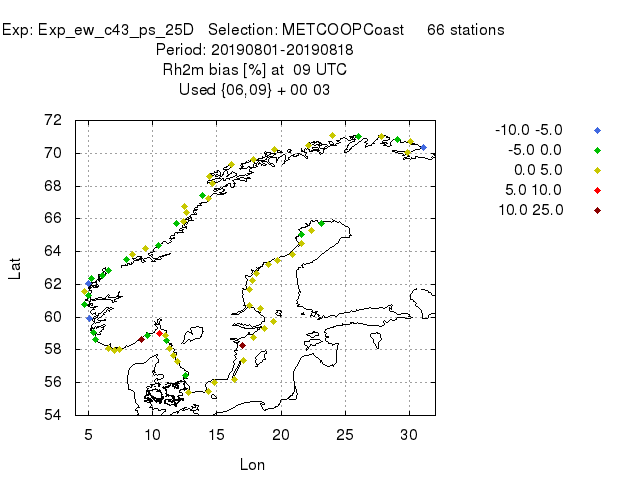 Exp: Exp_ew_c43_ps_25D Selection: METCOOPCoast 66 stations
Period: 20190801-20190818
Rh2m bias [%] at 09 UTC
Used {06,09} + 00 03
72
70
68
66
64
62
60
58
56
54
5 10 15 20 25 30
Lat
Lon
-10.0 -5.0
-5.0 0.0
0.0 5.0
5.0 10.0
10.0 25.0